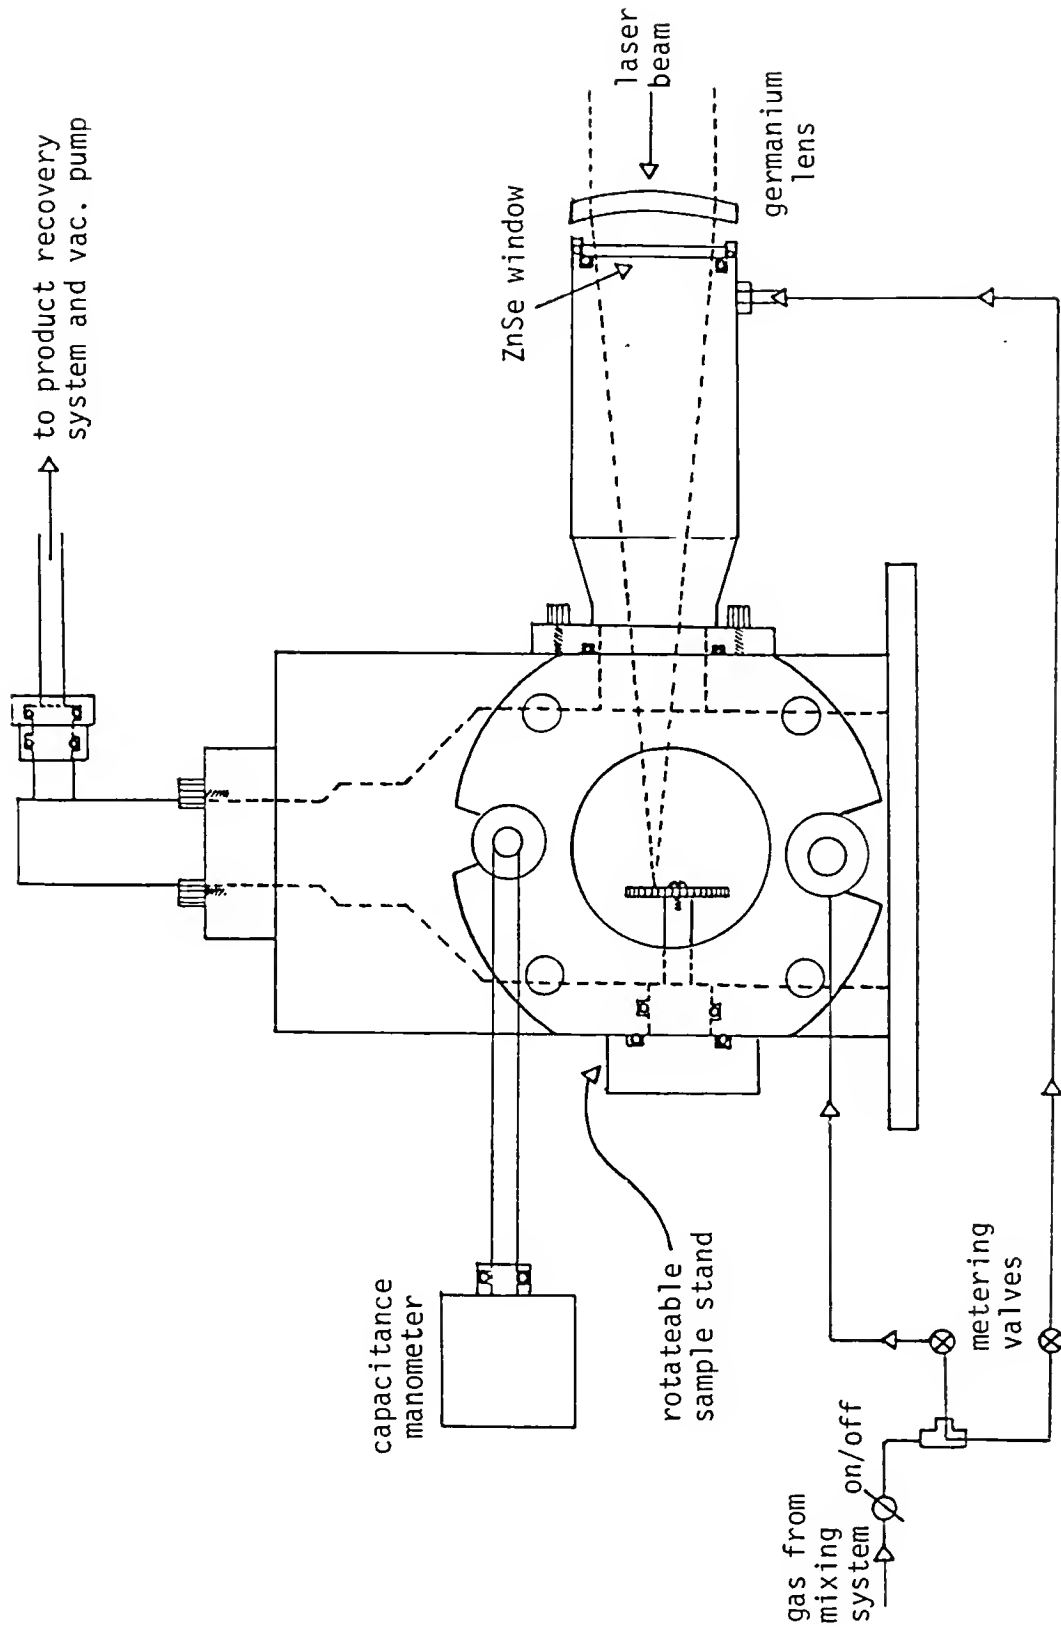 to product recovery
system and vac. pump
laser
beam
ZnSe window
germanium
lens
capacitance
manometer
rotateable
sample stand
metering
valves
on/off
gas from
mixing
system